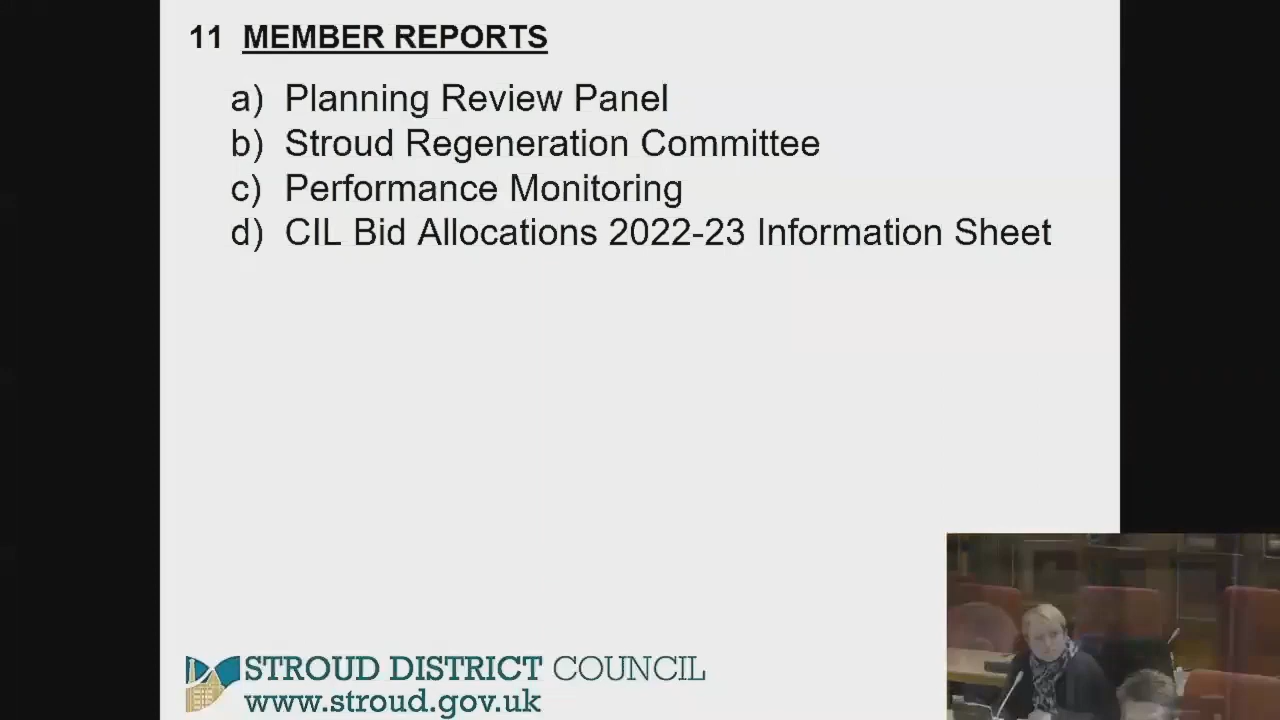 11 MEMBER REPORTS
a) Planning Review Panel
b) Stroud Regeneration Committee
c) Performance Monitoring
d) CIL Bid Allocations 2022-23 Information Sheet
STROUD DISTRICT COUNCIL
www.stroud.gov.uk